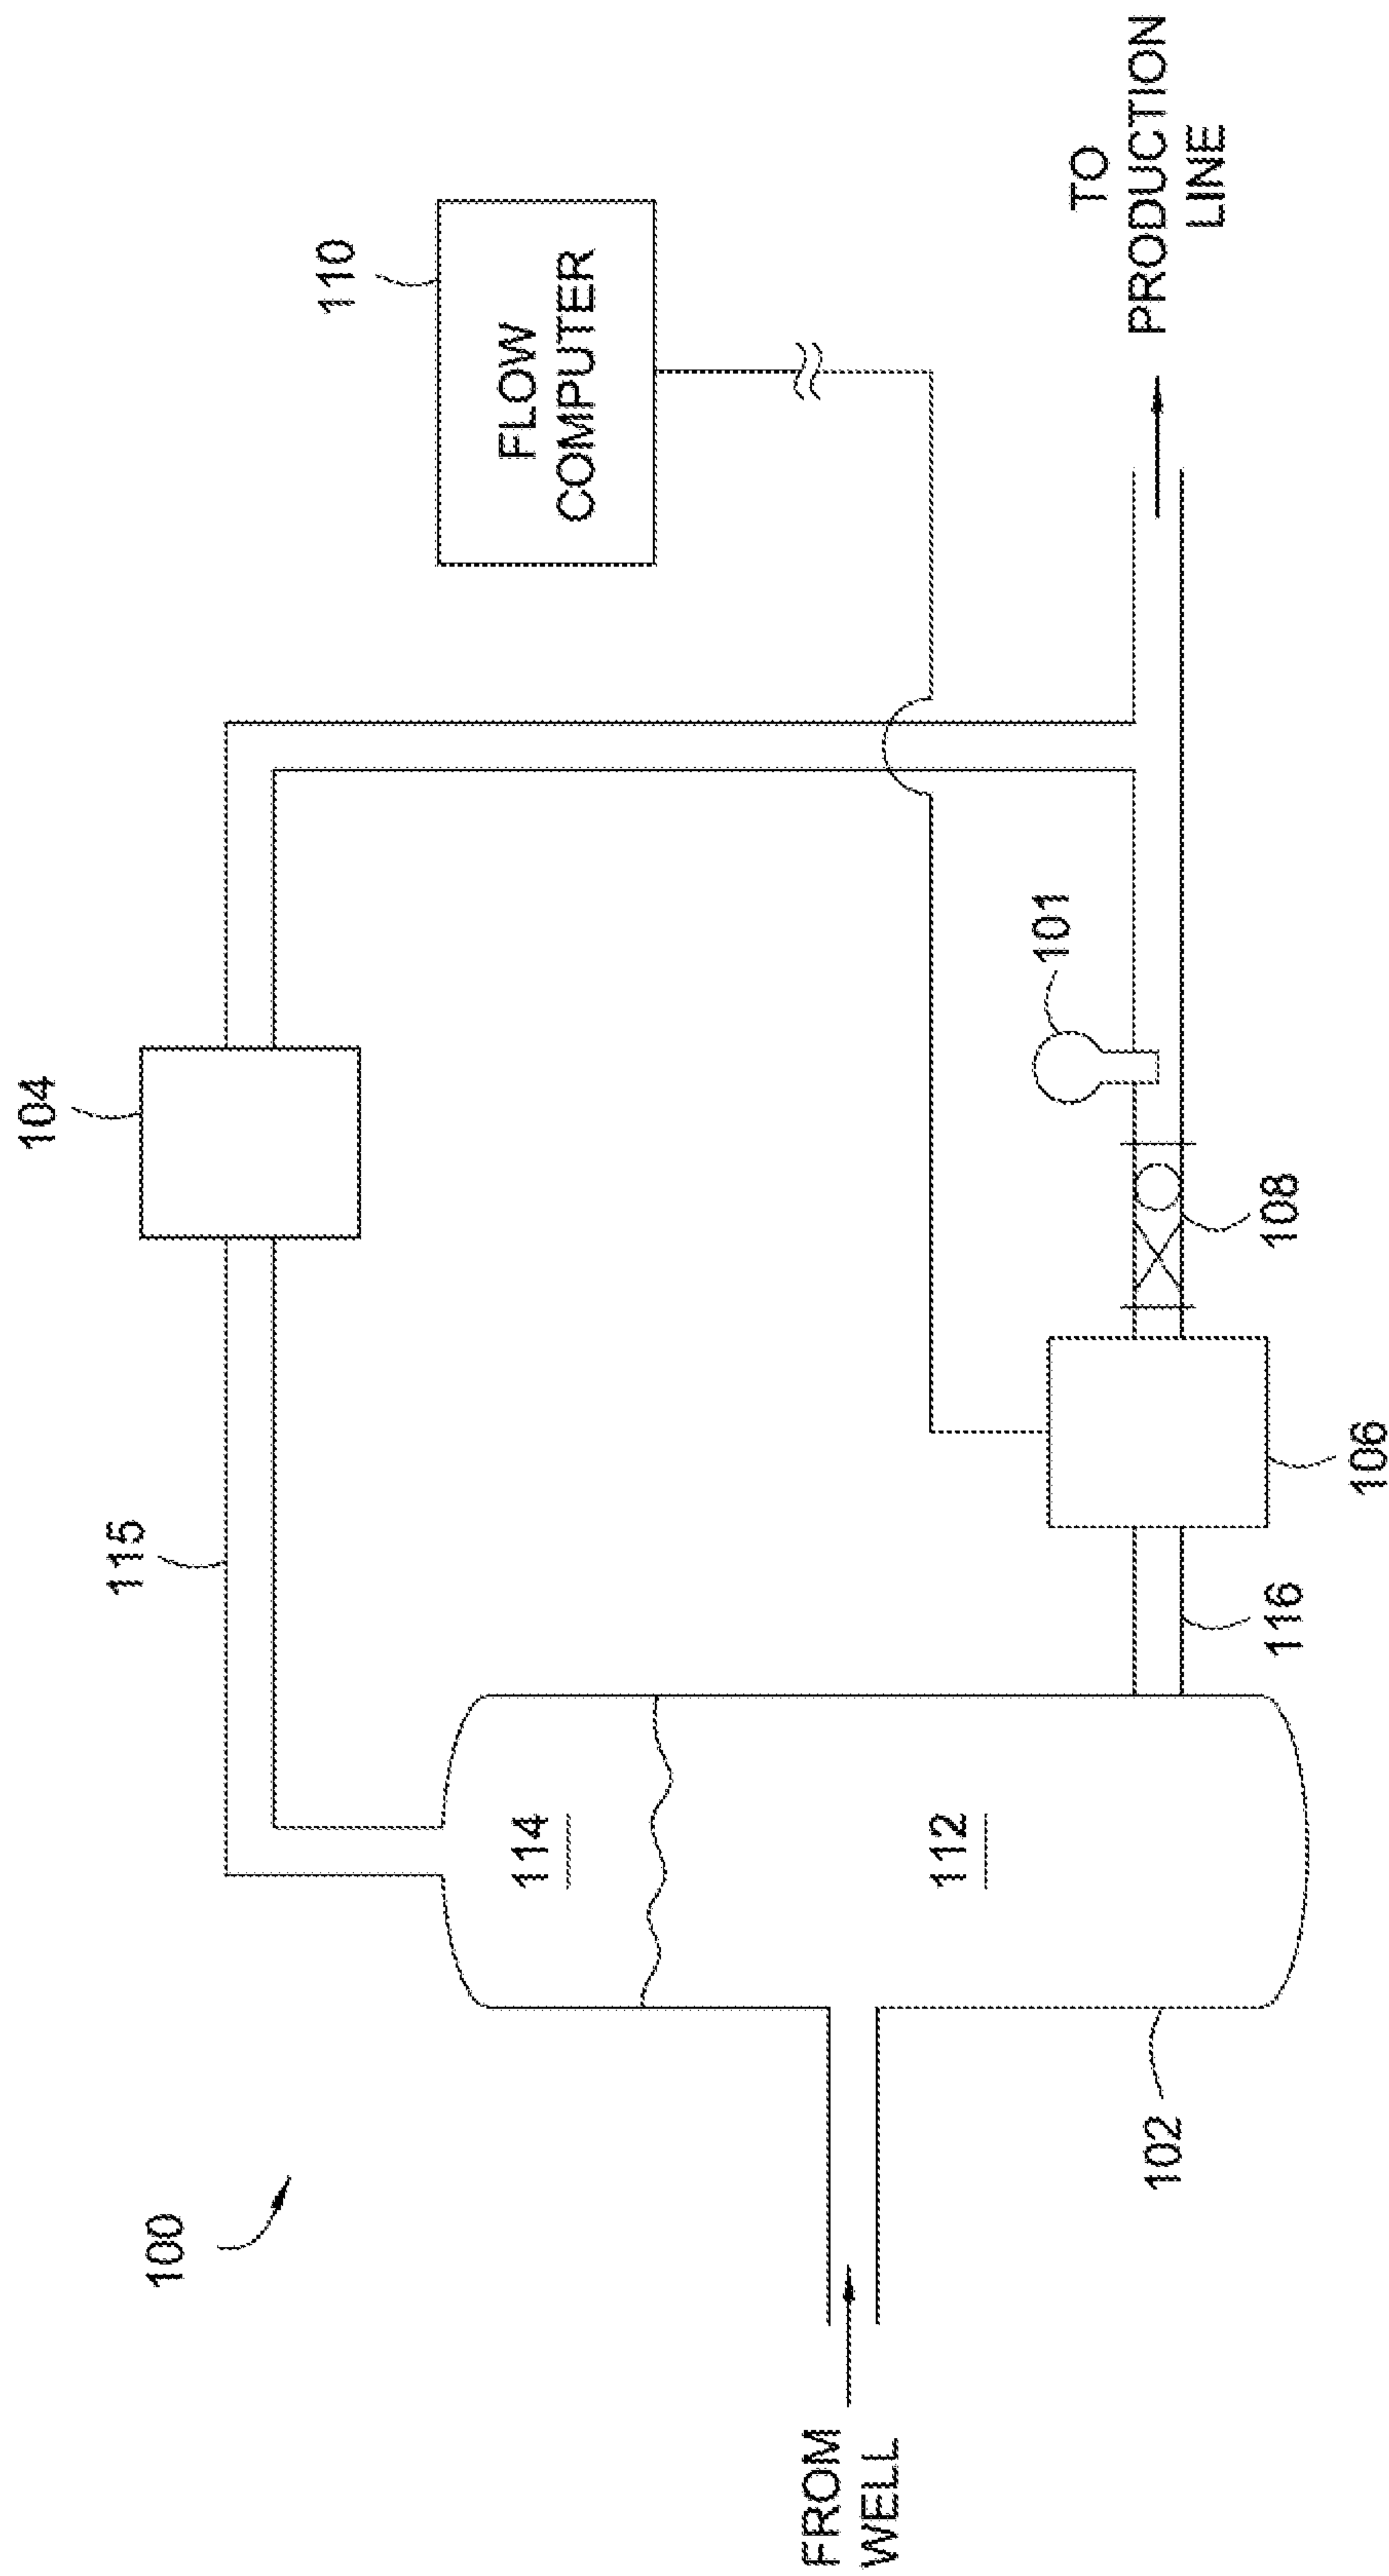 100
104
115
110
FLOW
COMPUTER
114
112
101
102
116
106
108
FROM
WELL
TO
PRODUCTION
LINE